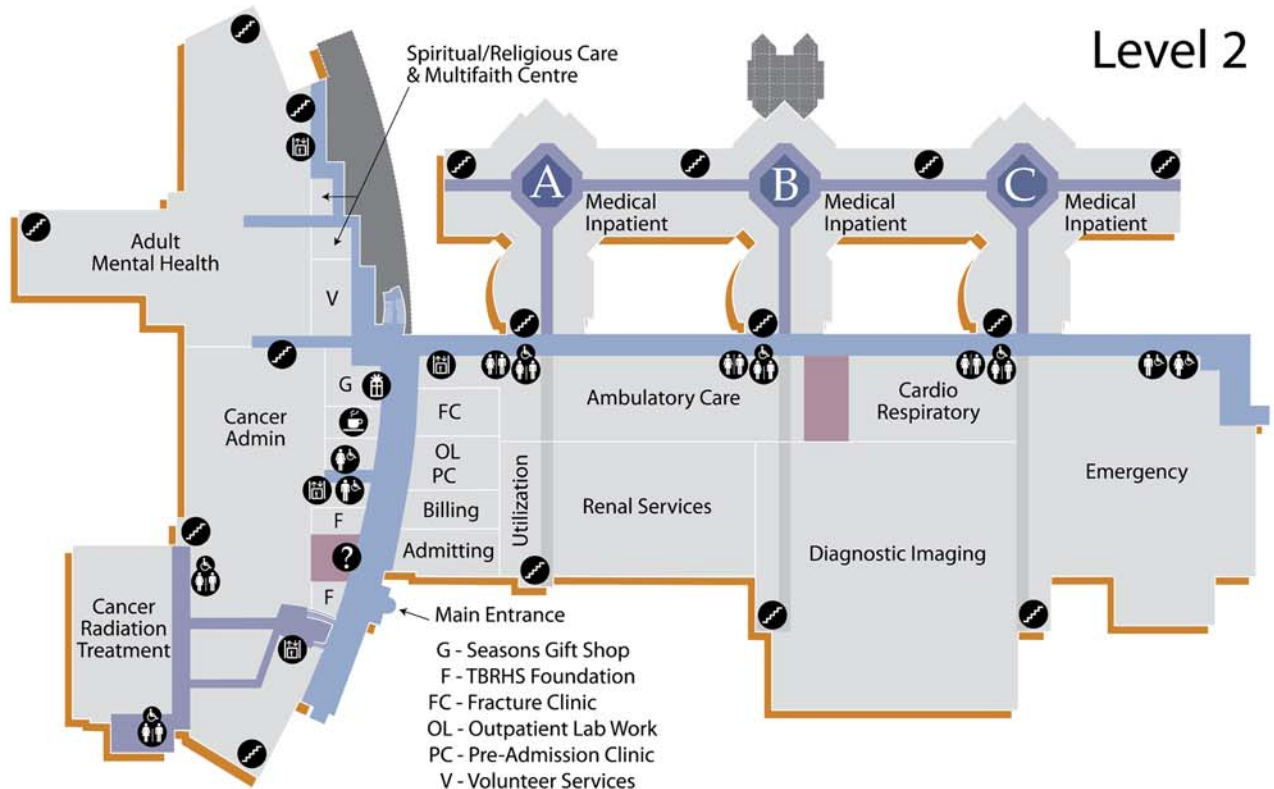 Level 2
Spiritual/Religious Care
& Multifaith Centre
A
B
C
Medical
Inpatient
Medical
Inpatient
Medical
Inpatient
Adult
Mental Health
V
G
FC
Ambulatory Care
Cardio
Respiratory
Cancer
Admin
OL
PC
Utilization
Renal Services
Emergency
Billing
F
Admitting
Diagnostic Imaging
?
F
Cancer
Radiation
Treatment
Main Entrance
G - Seasons Gift Shop
F - TBRHS Foundation
FC - Fracture Clinic
OL - Outpatient Lab Work
PC - Pre-Admission Clinic
V - Volunteer Services